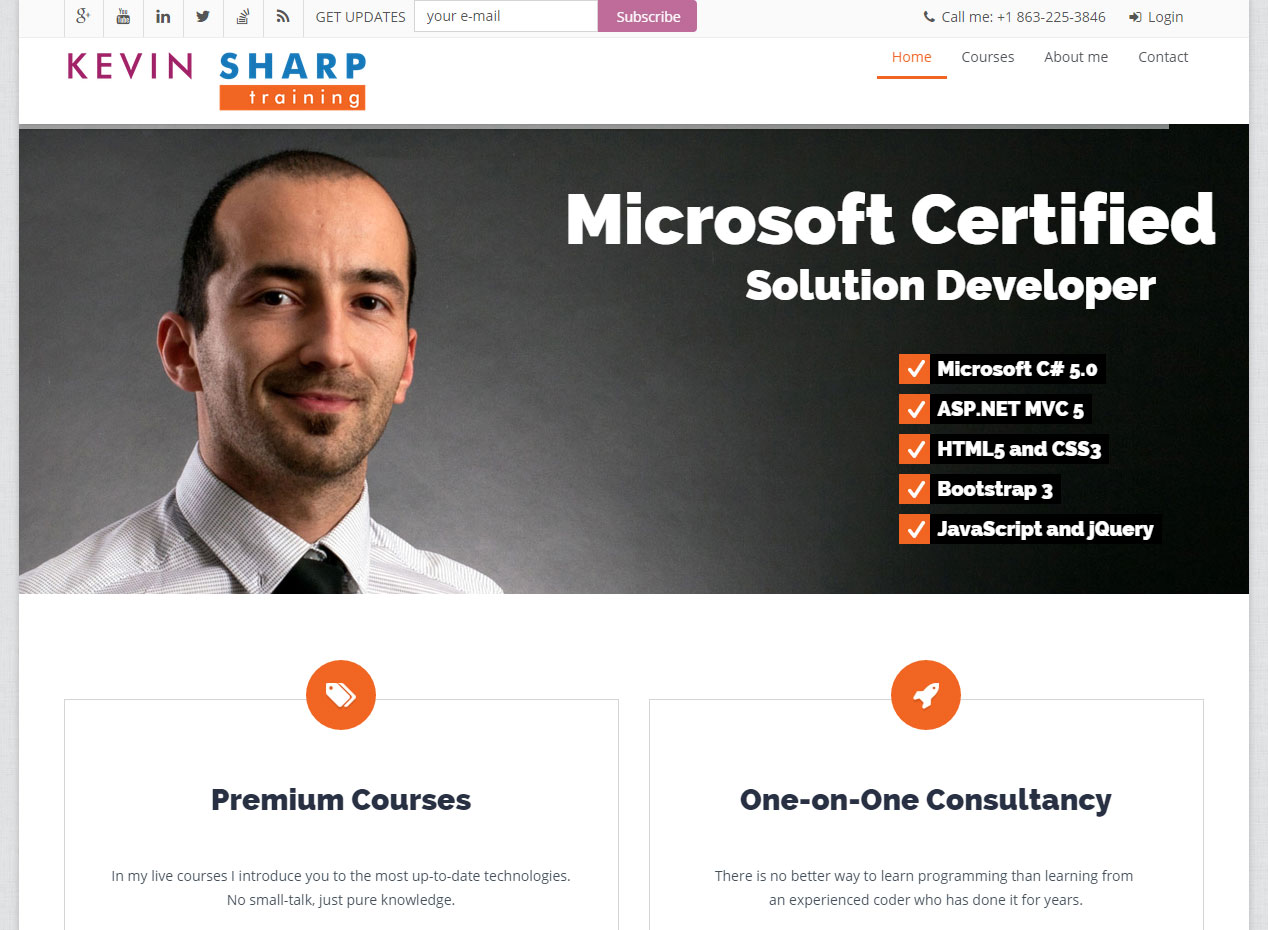 GET UPDATES
your e-mail
Subscribe
Call me: +1 863-225-3846
Login
KEVIN SHARP
training
Home
Courses
About me
Contact
Microsoft Certified
Solution Developer
Microsoft C# 5.0
ASP.NET MVC 5
HTML5 and CSS3
Bootstrap 3
JavaScript and jQuery
Premium Courses
In my live courses I introduce you to the most up-to-date technologies.
No small-talk, just pure knowledge.
One-on-One Consultancy
There is no better way to learn programming than learning from
an experienced coder who has done it for years.